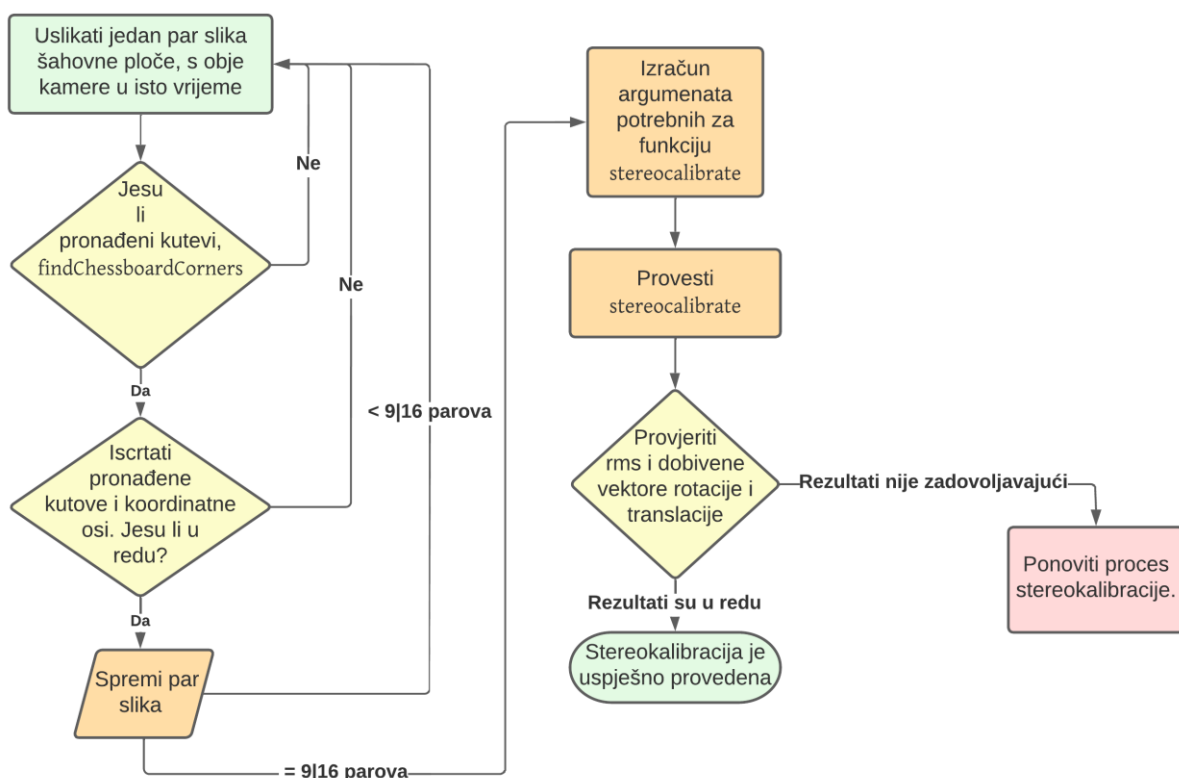 Uslikati jedan par slika
šahovne ploče, s obje
kamere u isto vrijeme
Ne
Jesu
li
pronađeni kutevi,
findChessboardCorners
Ne
Da
< 9|16 parova
Iscrtati
pronađene
kutove i koordinatne
osi. Jesu li u
redu?
Da
Spremi par
slika
= 9|16 parova
Izračun
argumenata
potrebnih za
funkciju
stereocalibrate
Provesti
stereocalibrate
Provjeriti
rms i dobivene
vektore rotacije i
translacije
Rezultati nije zadovoljavajući
Ponoviti proces
stereokalibracije.
Rezultati su u redu
Stereokalibracija je
uspješno provedena